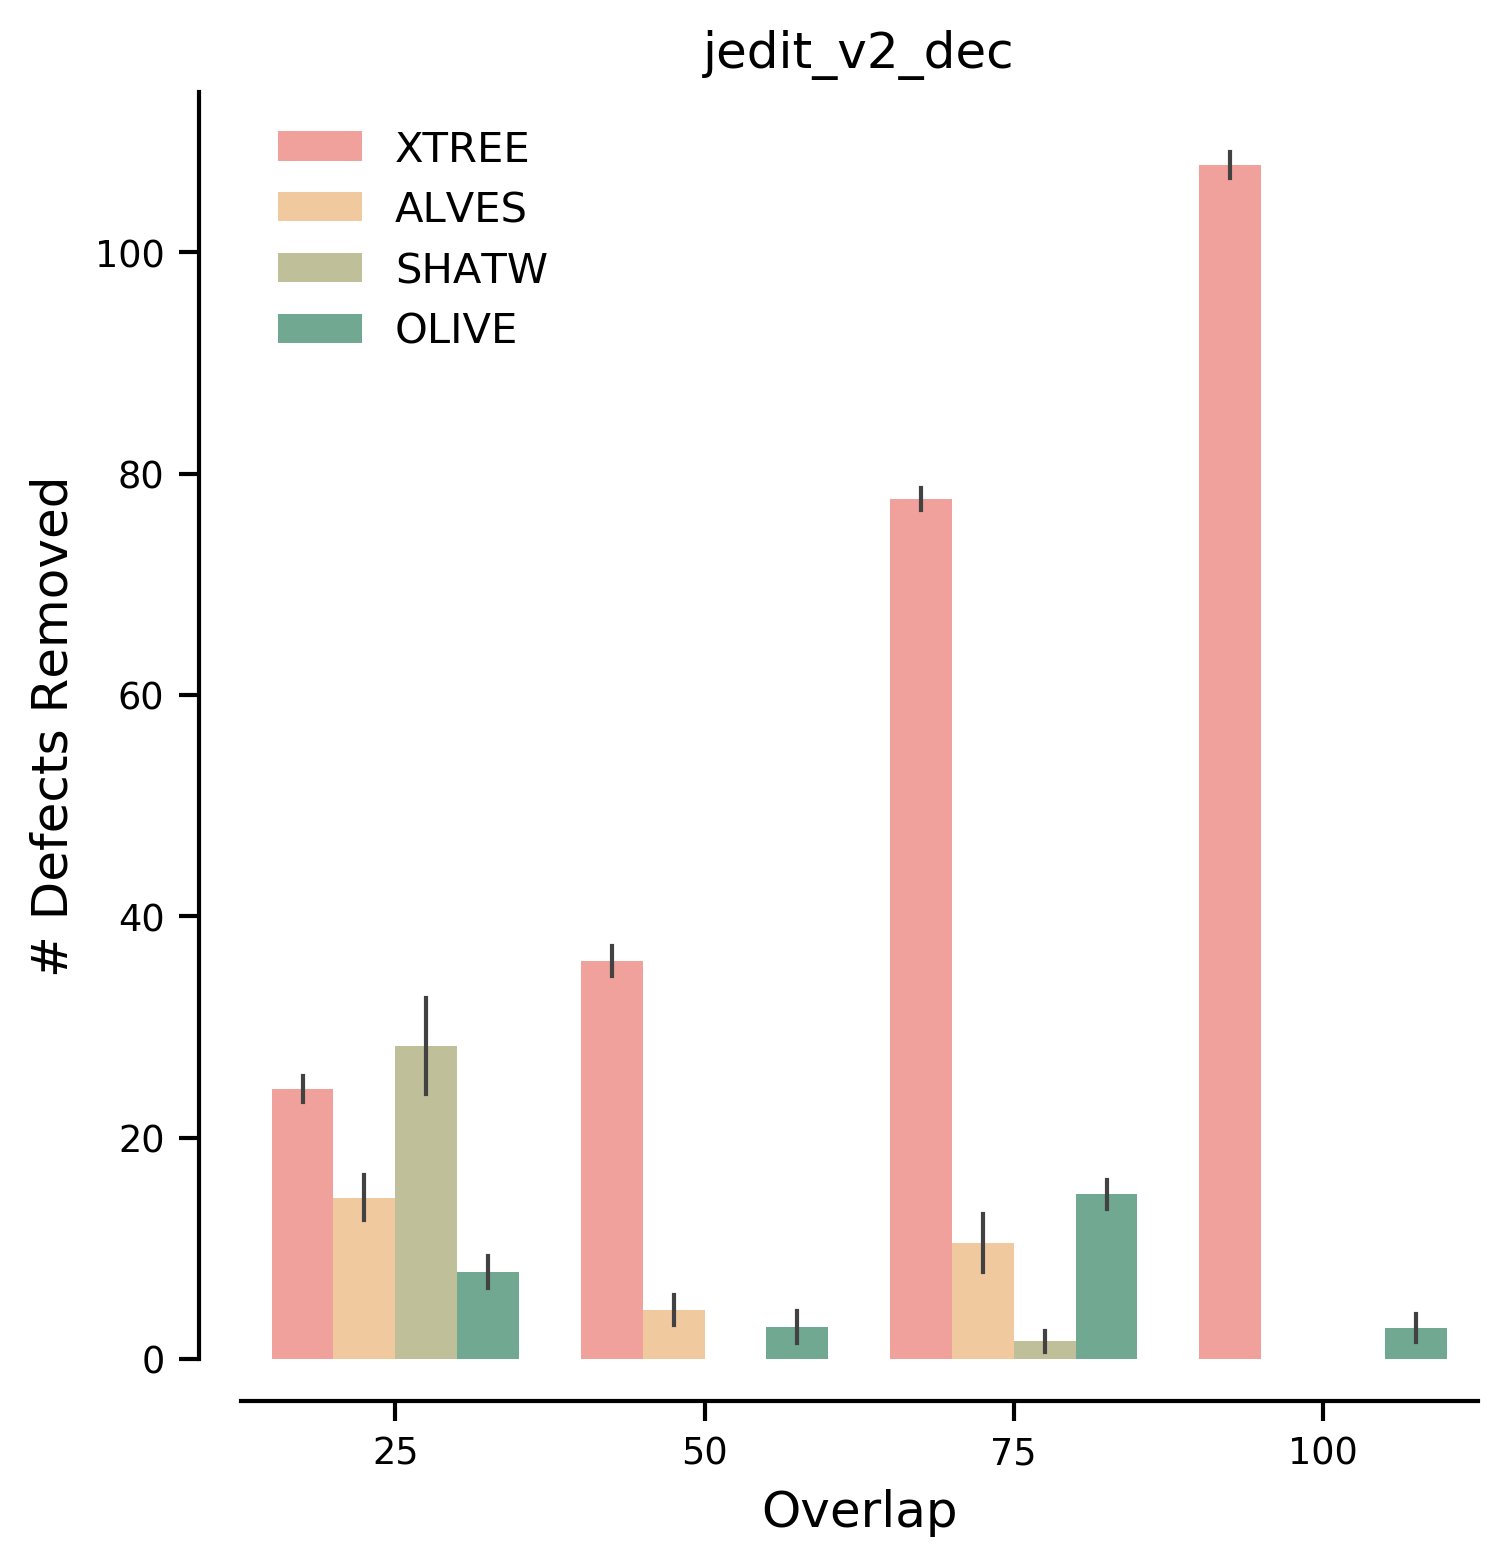 jedit_v2_dec
XTREE
ALVES
SHATW
OLIVE
# Defects Removed
100
80
60
40
20
0
25 50 75 100
Overlap